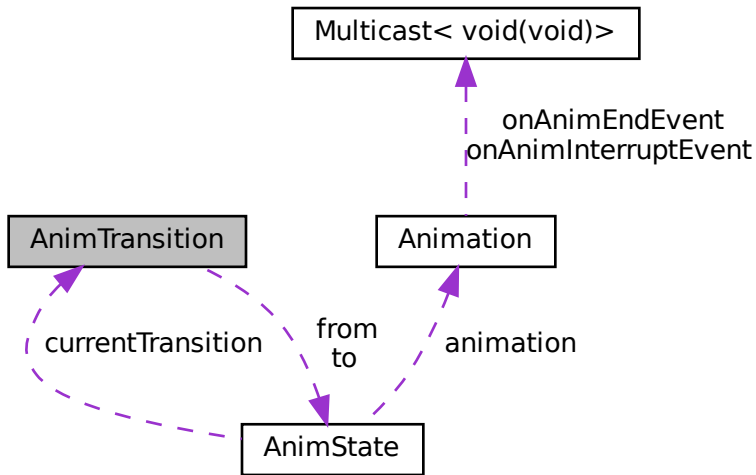 Multicast< void(void)>
onAnimEndEvent
onAnimInterruptEvent
AnimTransition
Animation
currentTransition
from
to
animation
AnimState